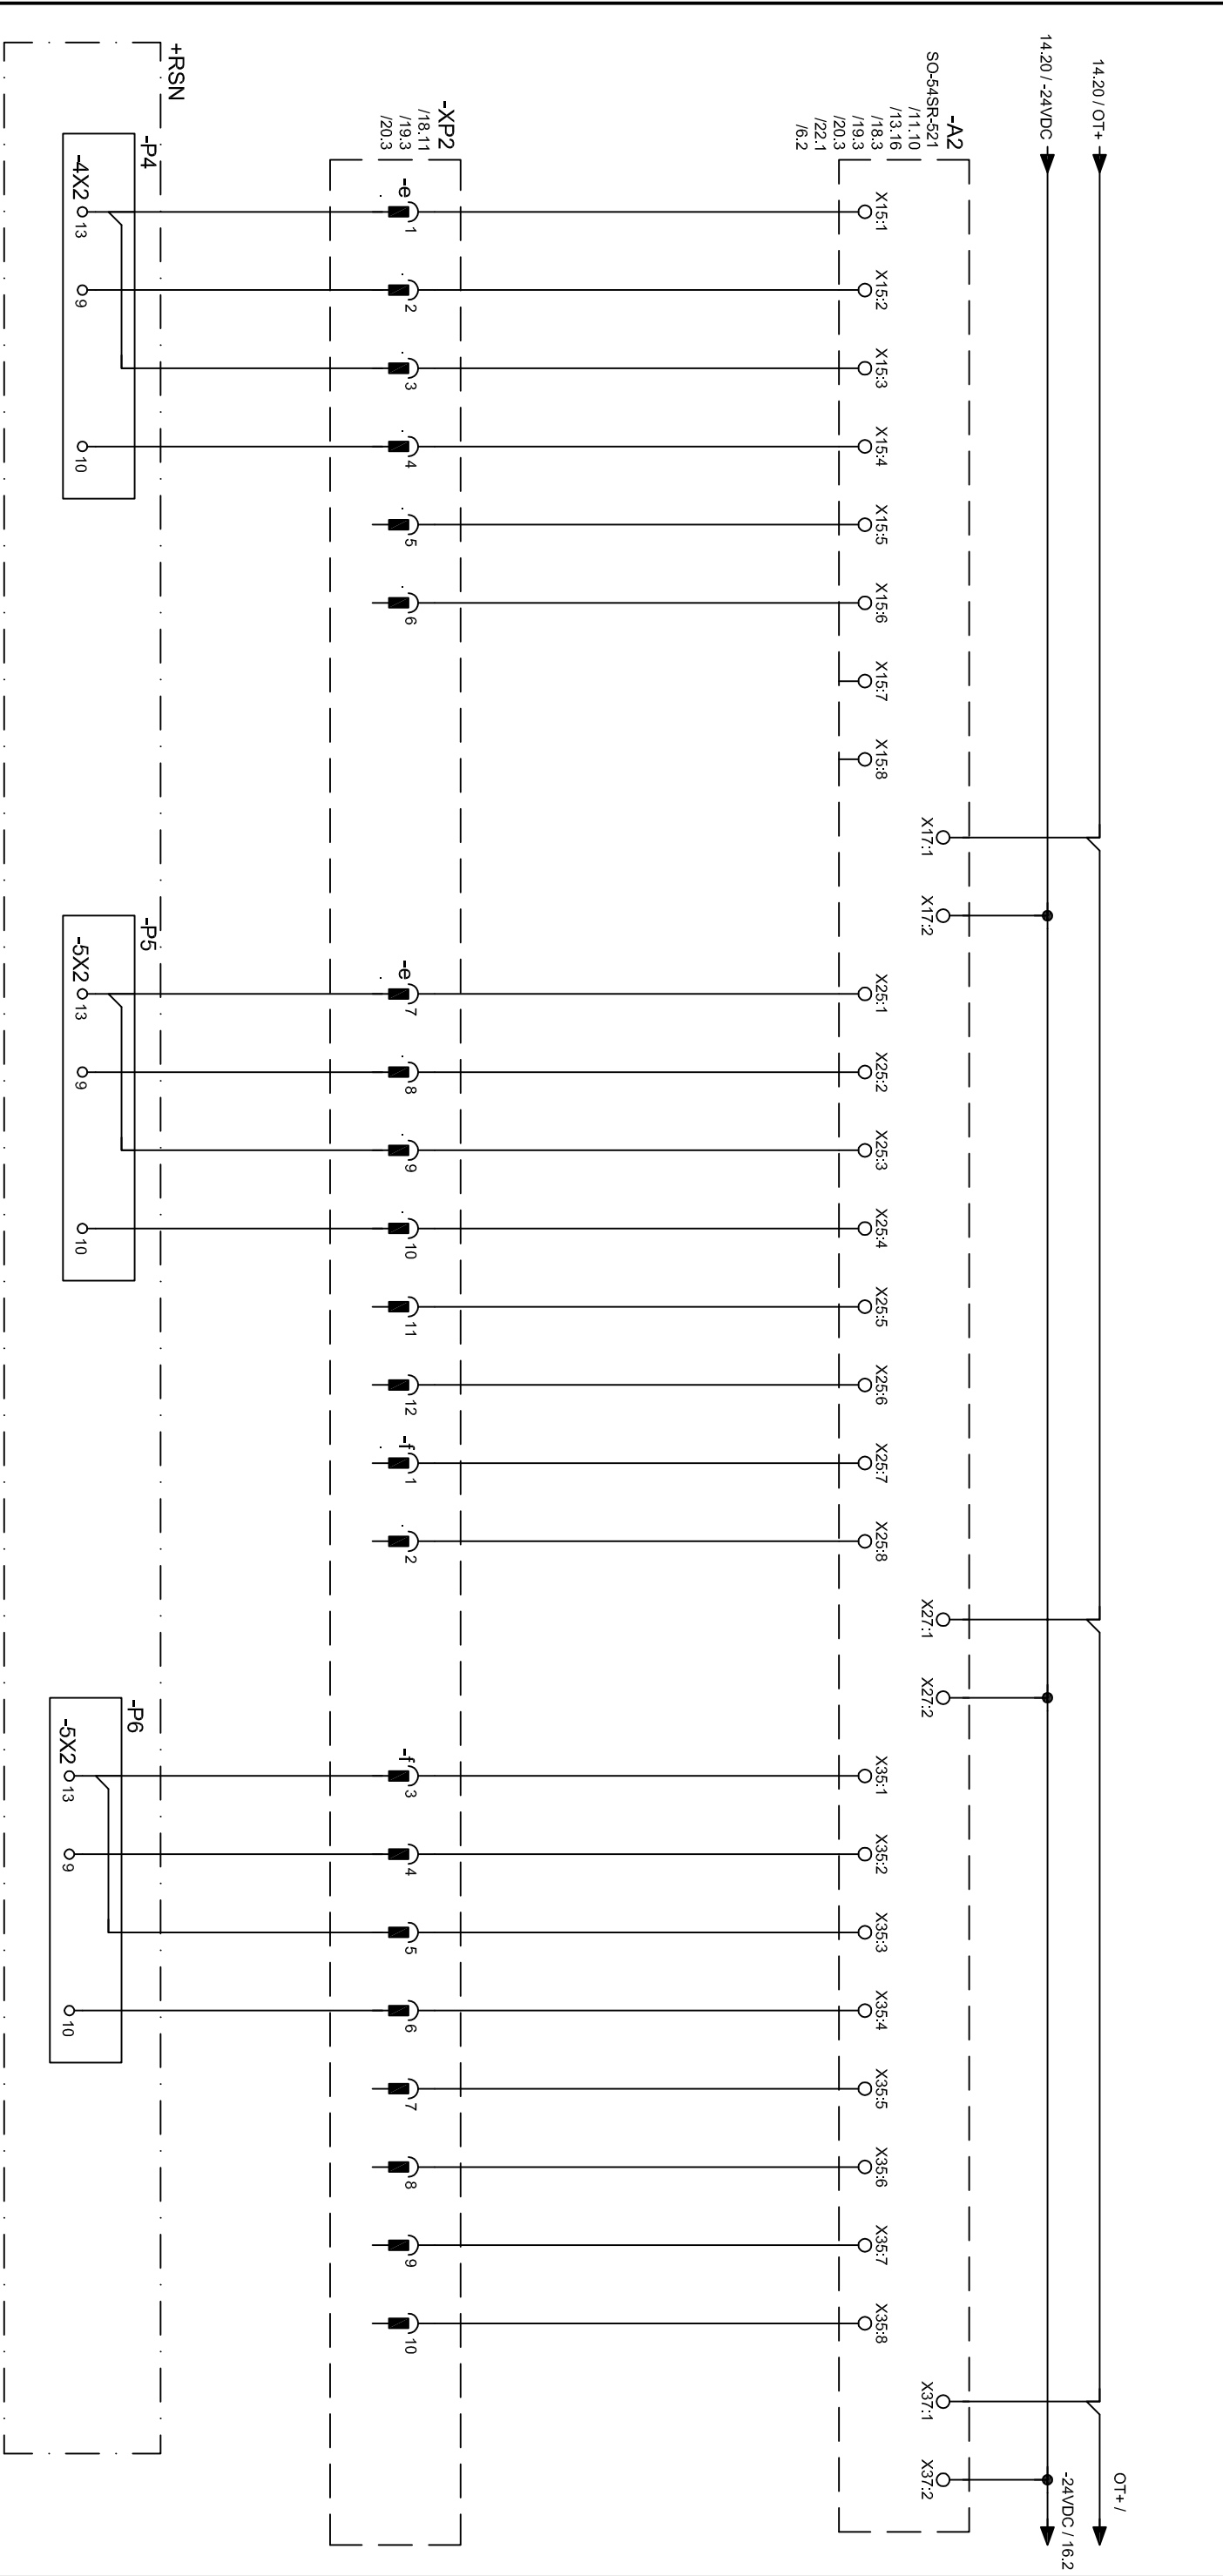 14.20 / OT+
OT+ /
14.20 / -24VDC
-24VDC / 16.2
-A2
SO-54SR-521
/11.10
/13.16
/18.3
/19.3
/20.3
/22.1
/6.2
X17:1
X17:2
X27:1
X27:2
X37:1
X37:2
X15:1
X15:2
X15:3
X15:4
X15:5
X15:6
X15:7
X15:8
X25:1
X25:2
X25:3
X25:4
X25:5
X25:6
X25:7
X25:8
X35:1
X35:2
X35:3
X35:4
X35:5
X35:6
X35:7
X35:8
-XP2
/18.11
/19.3
/20.3
-e
1
2
3
4
5
6
-e
7
8
9
10
11
12
-f
1
2
-f
3
4
5
6
7
8
9
10
+RSN
-P4
-4X2
13
9
10
-P5
-5X2
13
9
10
-P6
-5X2
13
9
10